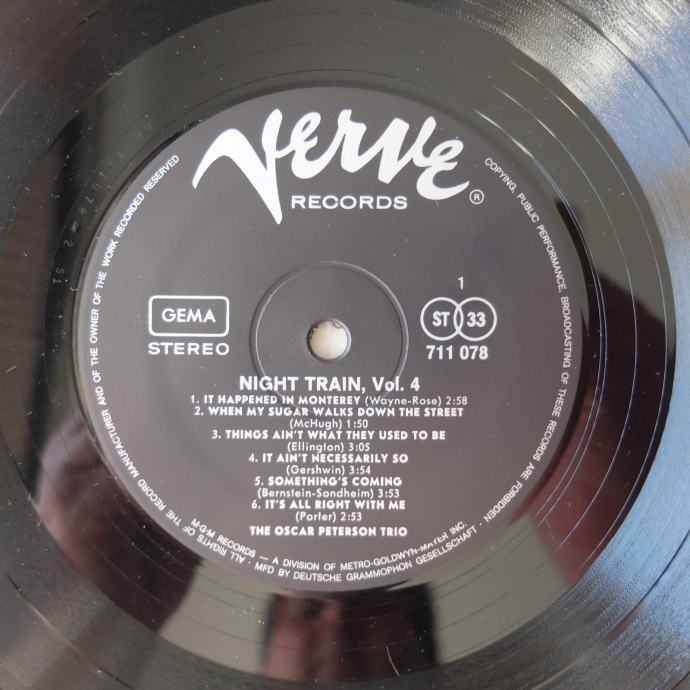 Verve
RECORDS ®
1
GEMA
STEREO
ST 33
711 078
NIGHT TRAIN, Vol. 4
1. IT HAPPENED IN MONTEREY (Wayne-Rose) 2:58
2. WHEN MY SUGAR WALKS DOWN THE STREET
(McHugh) 1:50
3. THINGS AIN'T WHAT THEY USED TO BE
(Ellington) 3:05
4. IT AIN'T NECESSARILY SO
(Gershwin) 3:54
5. SOMETHING'S COMING
(Bernstein-Sondheim) 3:53
6. IT'S ALL RIGHT WITH ME
(Porter) 2:53
THE OSCAR PETERSON TRIO
M·G·M RECORDS — A DIVISION OF METRO-GOLDWYN-MAYER INC.
· ALL RIGHTS OF THE RECORD MANUFACTURER AND OF THE OWNER OF THE WORK RECORDED RESERVED
COPYING, PUBLIC PERFORMANCE, BROADCASTING OF THESE RECORDS ARE FORBIDDEN · MFD BY DEUTSCHE GRAMMOPHON GESELLSCHAFT ·